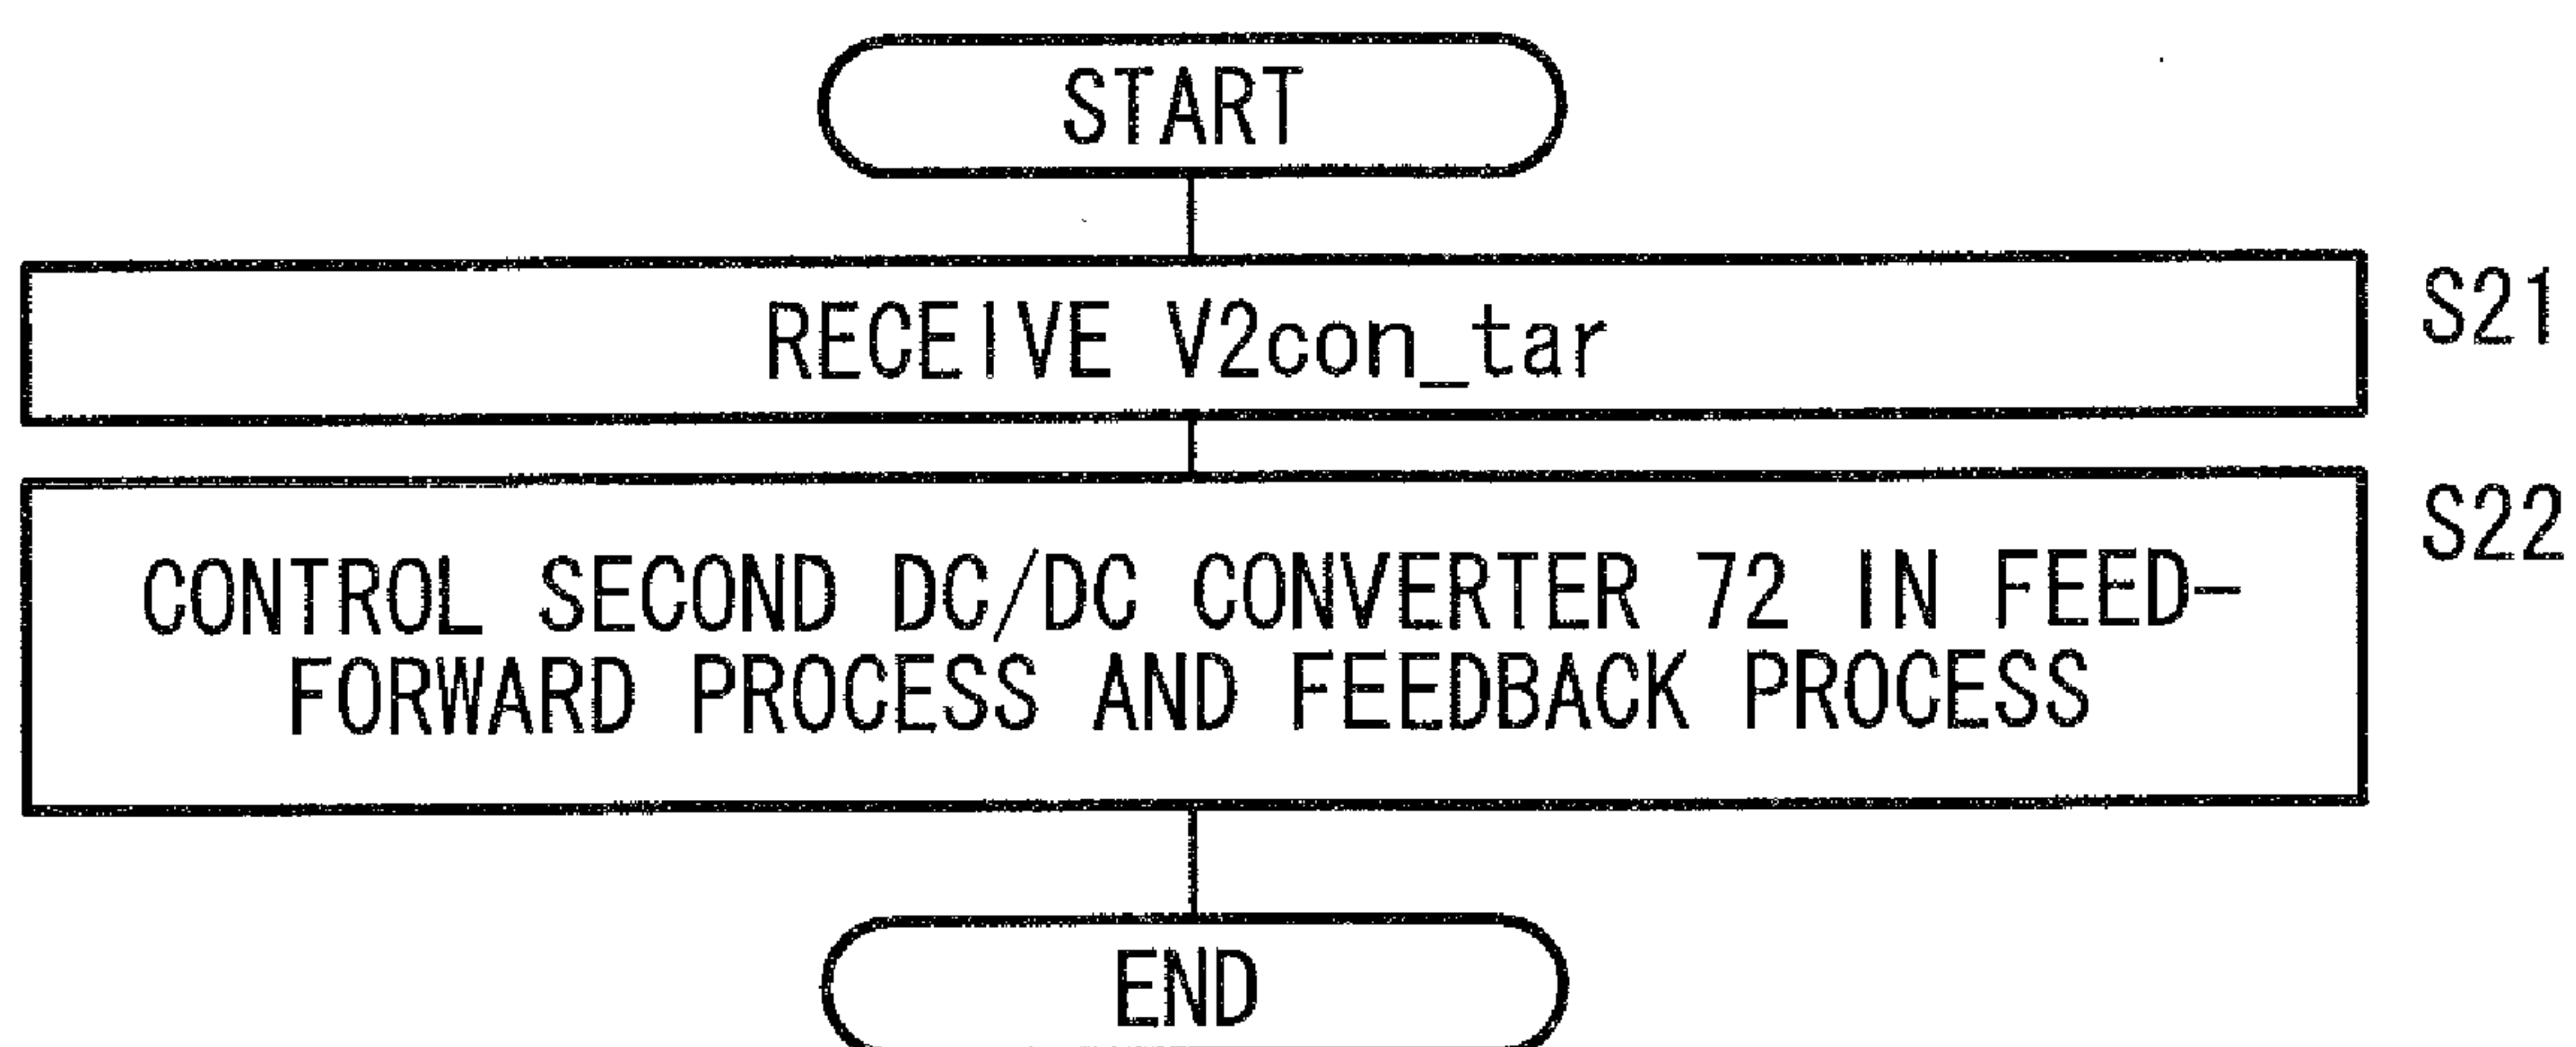 START
RECEIVE V2con_tar
S21
S22
CONTROL SECOND DC/DC CONVERTER 72 IN FEED-
FORWARD PROCESS AND FEEDBACK PROCESS
END